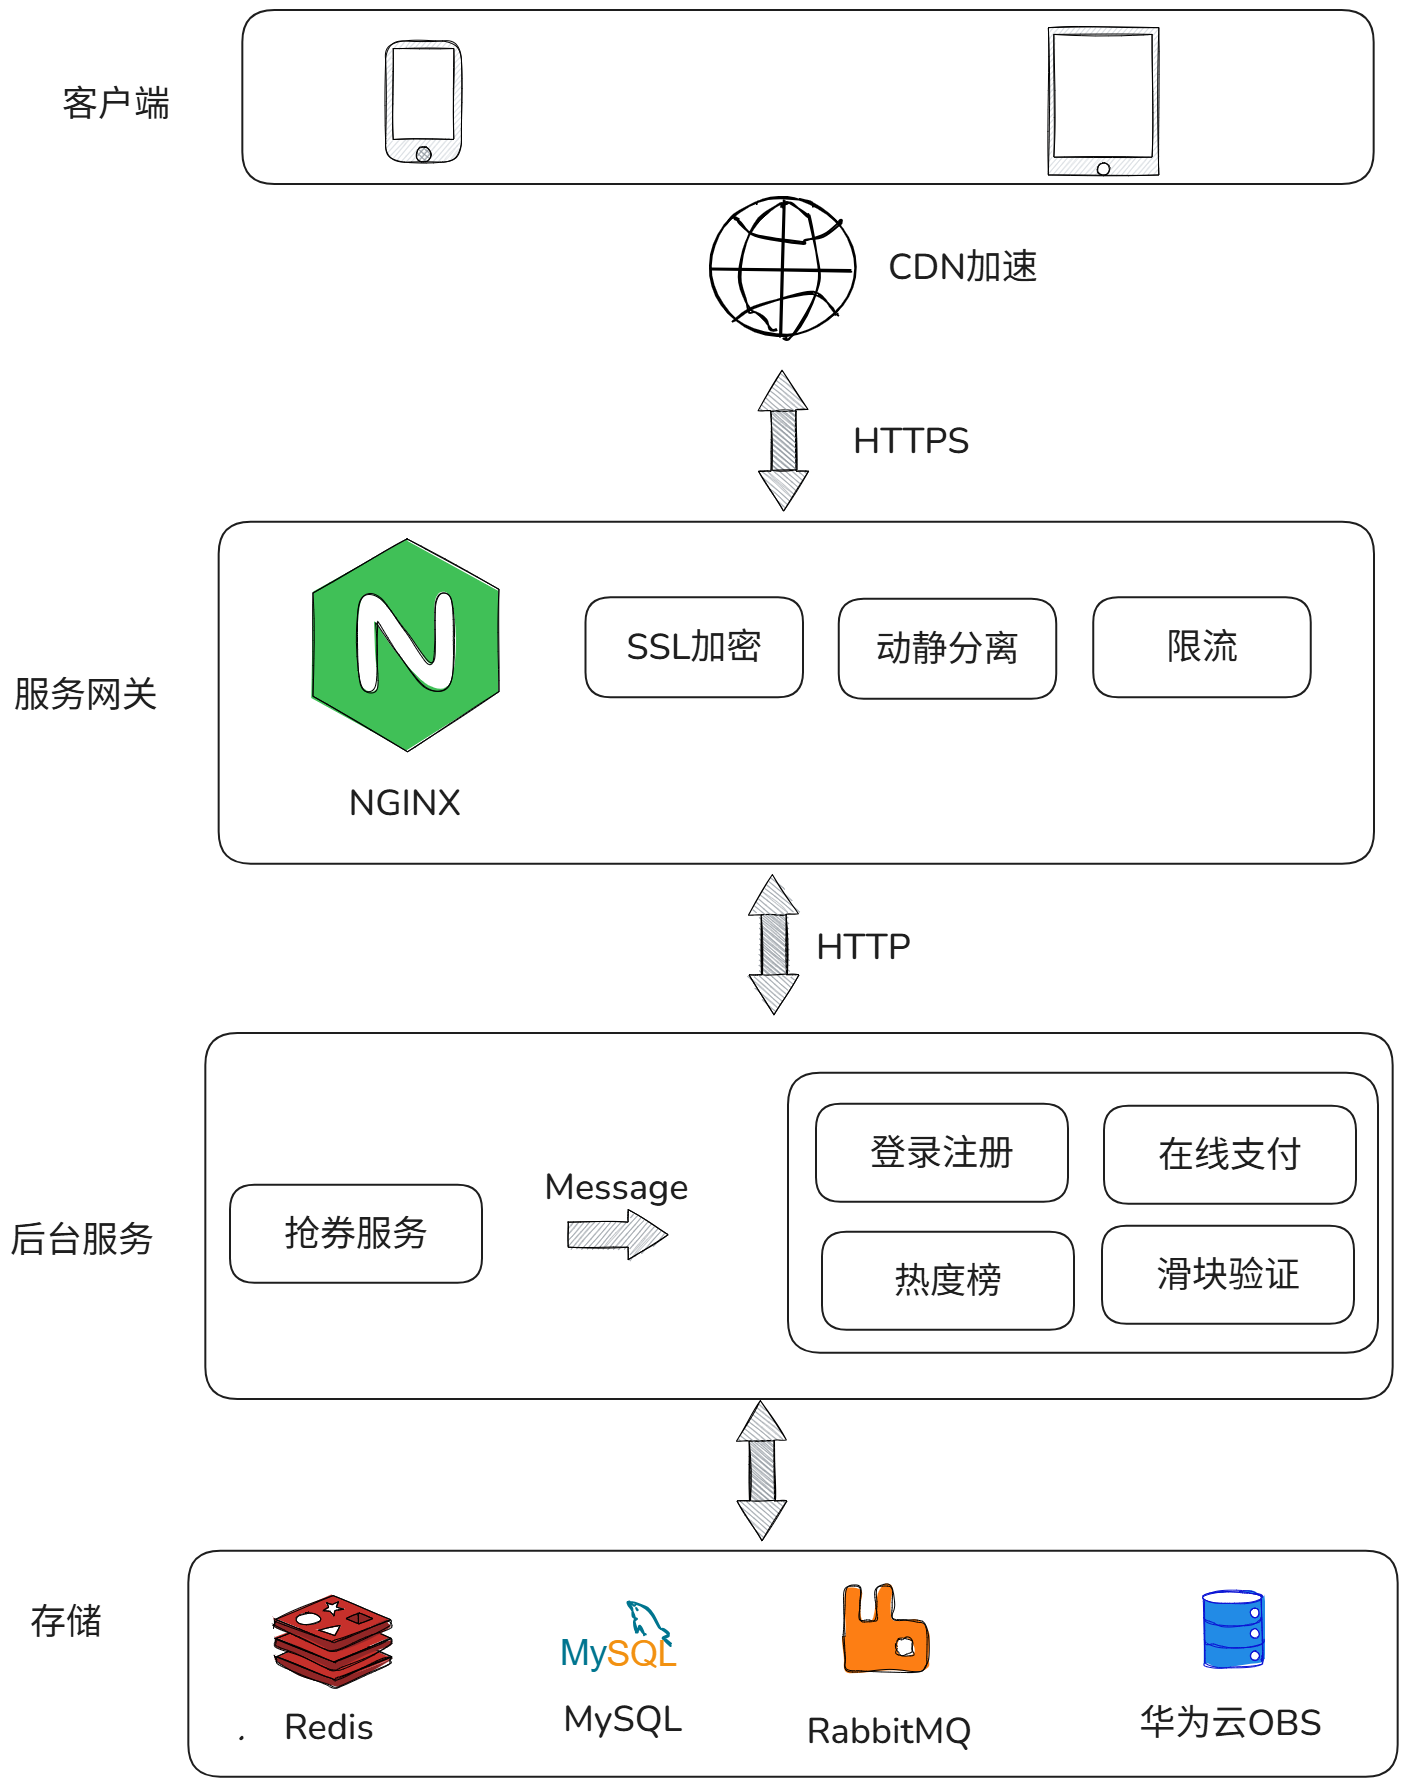 客户端
CDN加速
HTTPS
服务网关
N
NGINX
SSL加密
动静分离
限流
HTTP
后台服务
抢券服务
Message
登录注册
在线支付
热度榜
滑块验证
存储
MySQL
.
Redis
MySQL
RabbitMQ
华为云OBS